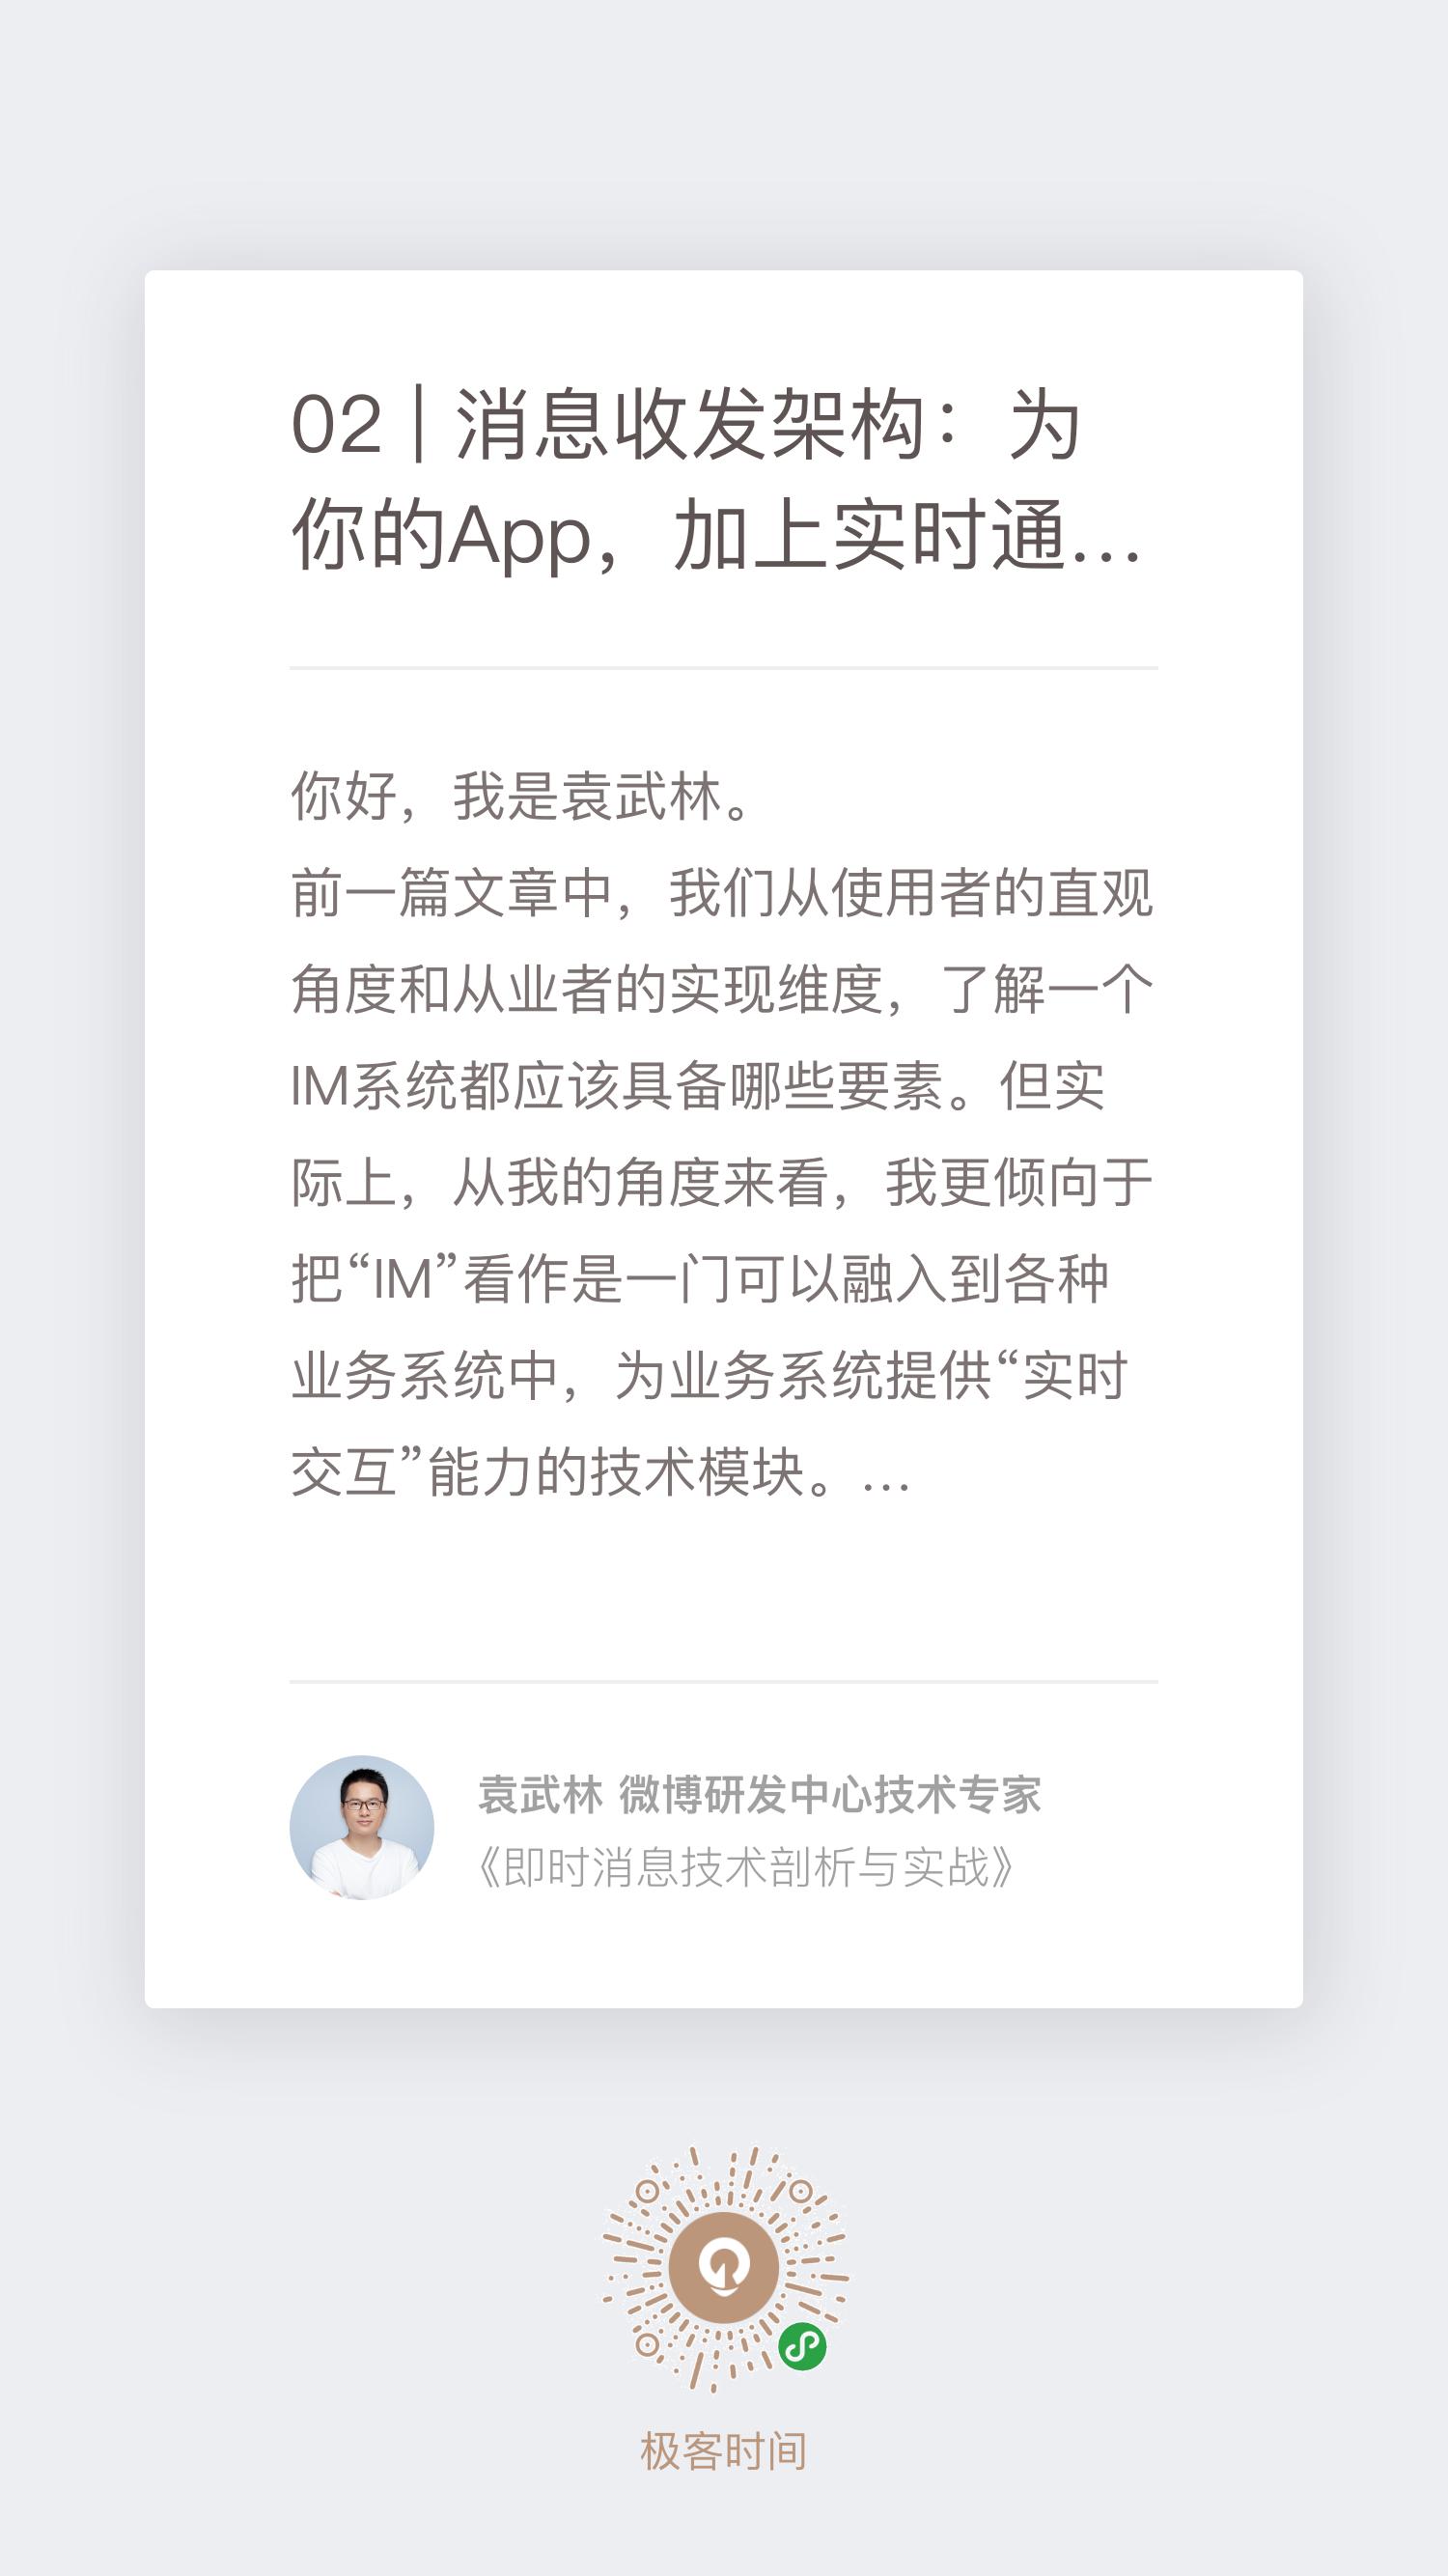 02 | 消息收发架构：为
你的App，加上实时通…
你好，我是袁武林。
前一篇文章中，我们从使用者的直观
角度和从业者的实现维度，了解一个
IM系统都应该具备哪些要素。但实
际上，从我的角度来看，我更倾向于
把“IM”看作是一门可以融入到各种
业务系统中，为业务系统提供“实时
交互”能力的技术模块。…
袁武林 微博研发中心技术专家
《即时消息技术剖析与实战》
极客时间